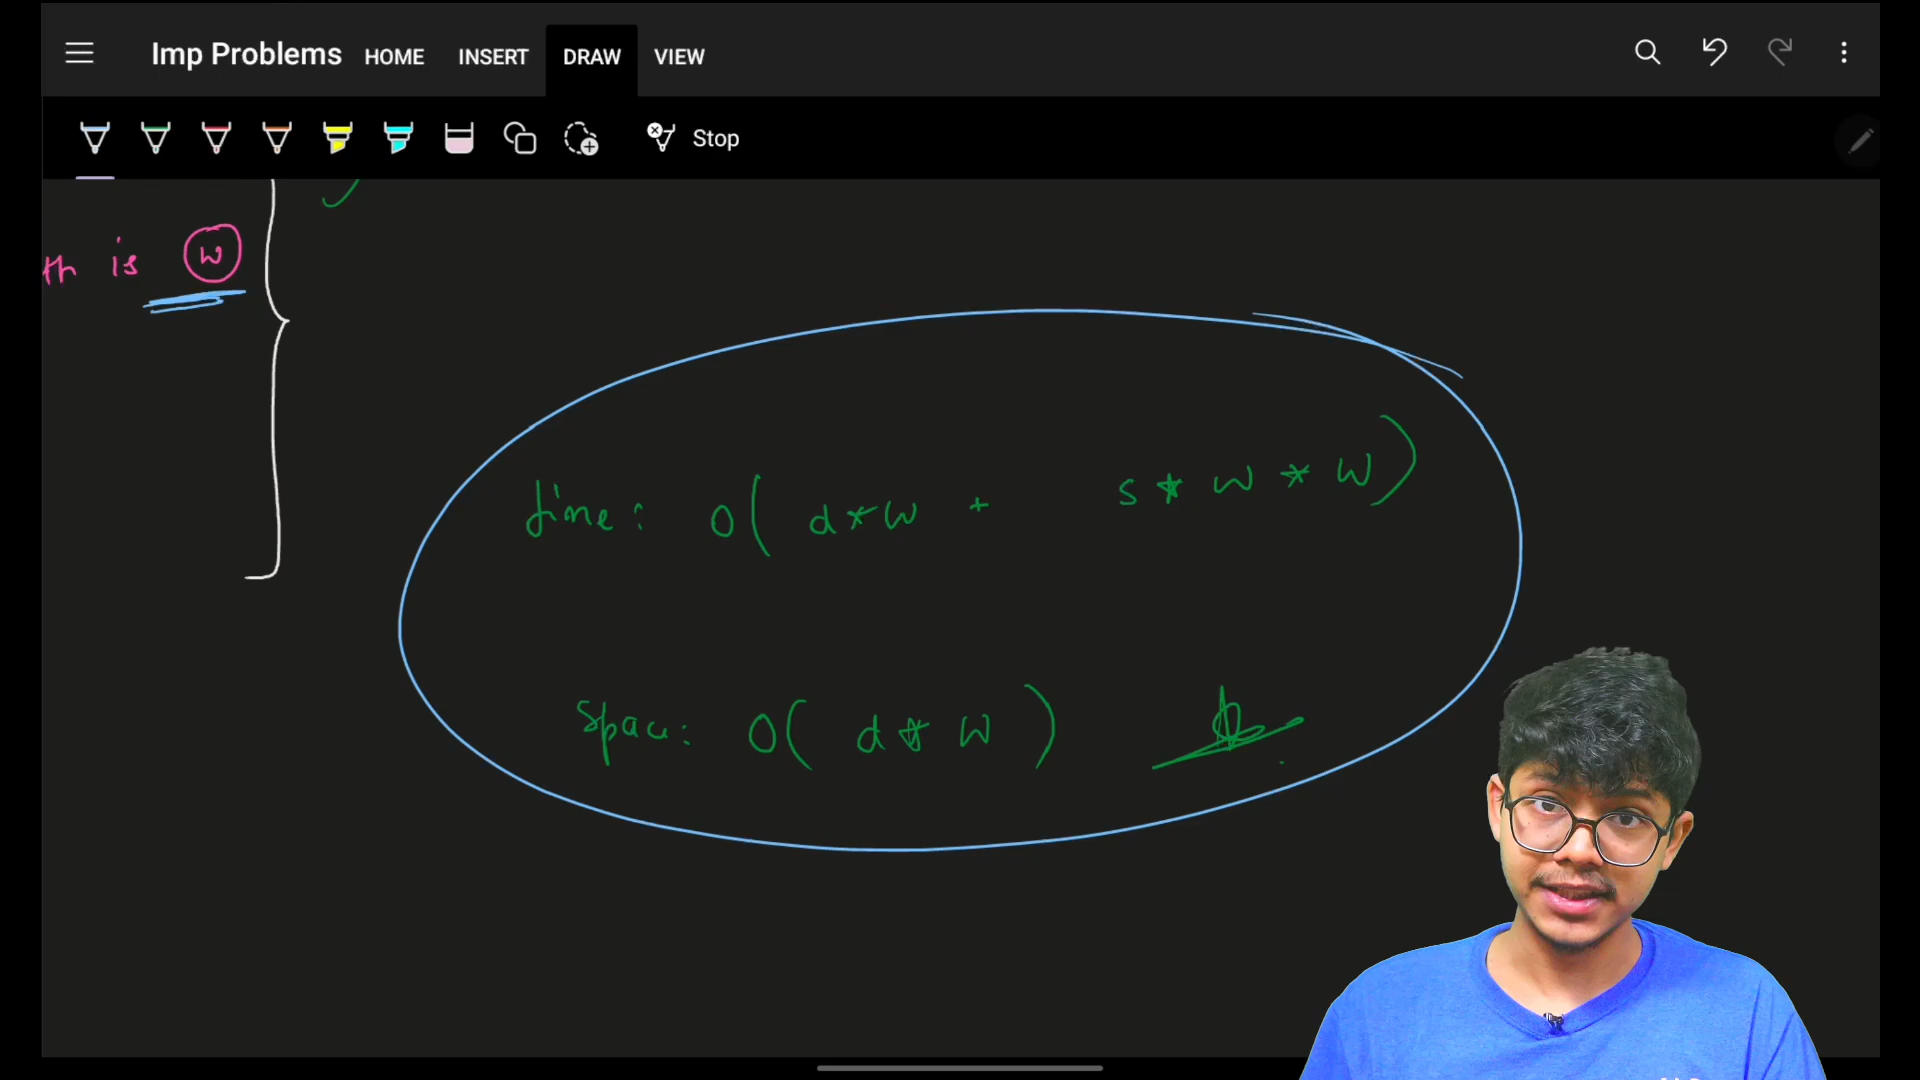 Imp Problems HOME INSERT DRAW VIEW
Stop
th is w
time: O( d*w + s*w*w)
space: O( d*w )